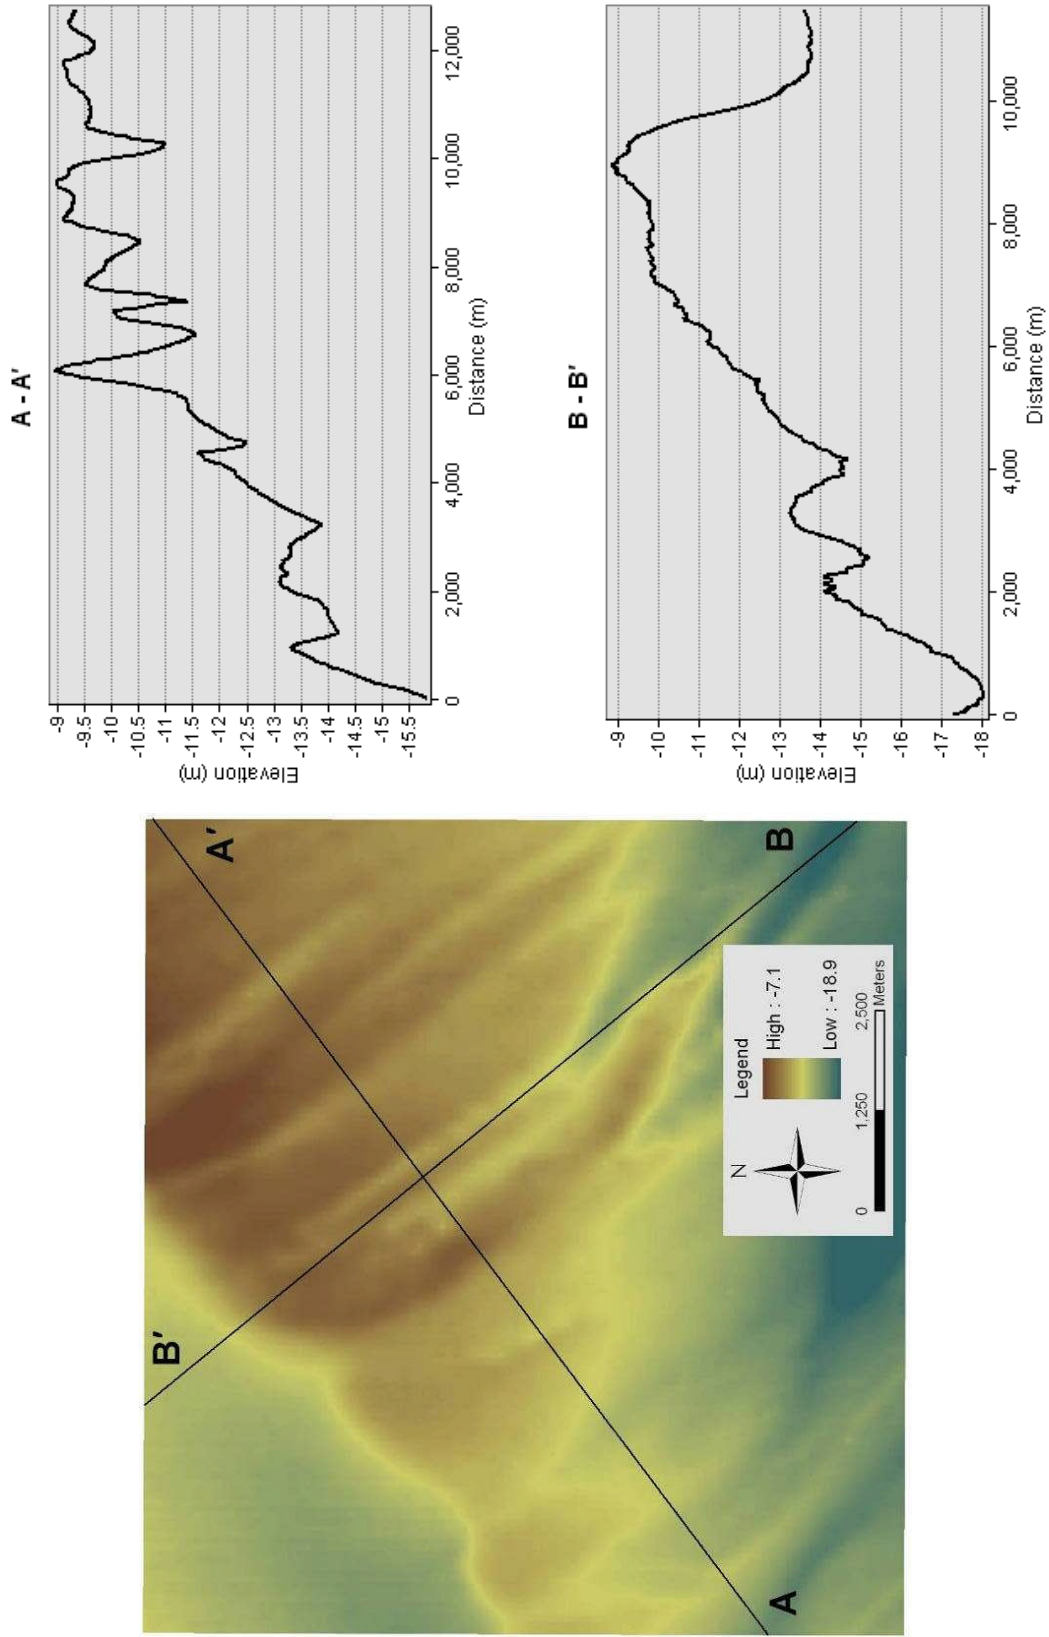 A'
A
B'
B
N
Legend
High : -7.1
Low : -18.9
0 1,250 2,500
Meters
A - A'
Elevation (m)
-9
-9.5
-10
-10.5
-11
-11.5
-12
-12.5
-13
-13.5
-14
-14.5
-15
-15.5
0 2,000 4,000 6,000 8,000 10,000 12,000
Distance (m)
B - B'
Elevation (m)
-9
-10
-11
-12
-13
-14
-15
-16
-17
-18
0 2,000 4,000 6,000 8,000 10,000
Distance (m)